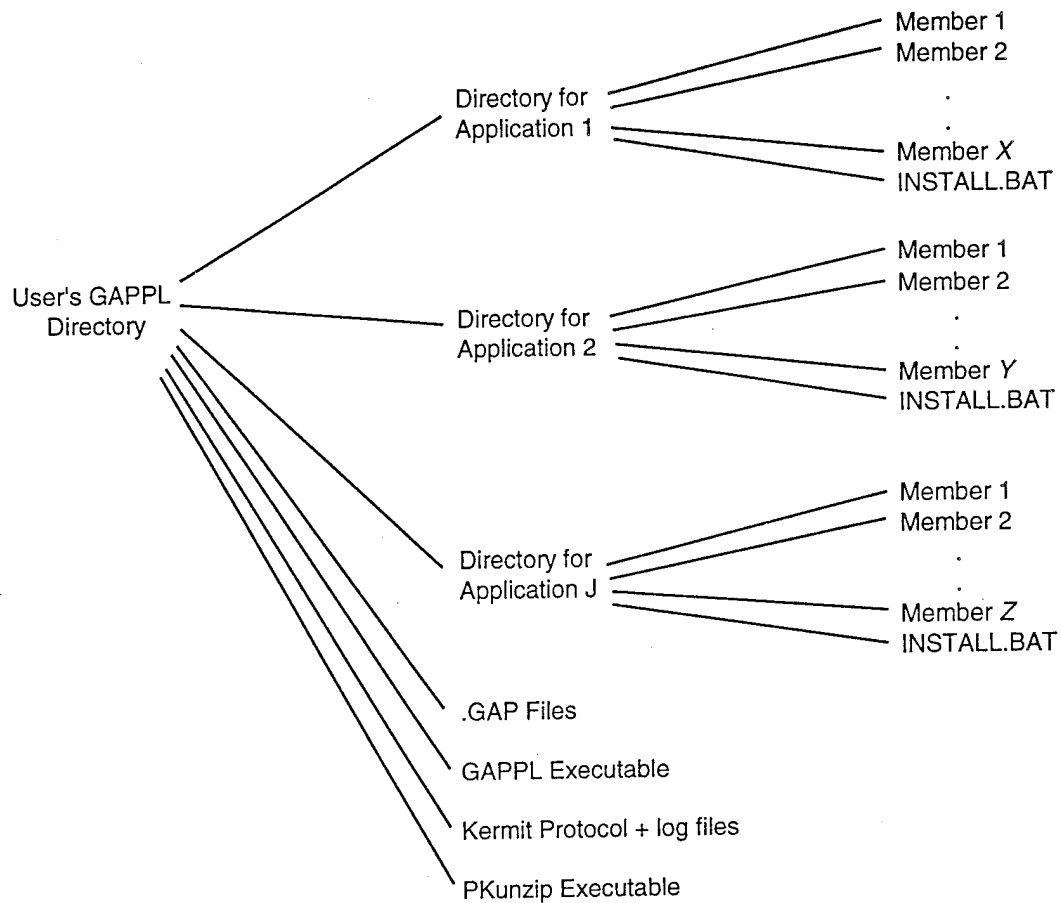 Member 1
Member 2
.
.
Directory for
Application 1
Member X
INSTALL.BAT
User's GAPPL
Directory
Member 1
Member 2
.
.
Directory for
Application 2
Member Y
INSTALL.BAT
Member 1
Member 2
.
.
Directory for
Application J
Member Z
INSTALL.BAT
.GAP Files
GAPPL Executable
Kermit Protocol + log files
PKunzip Executable